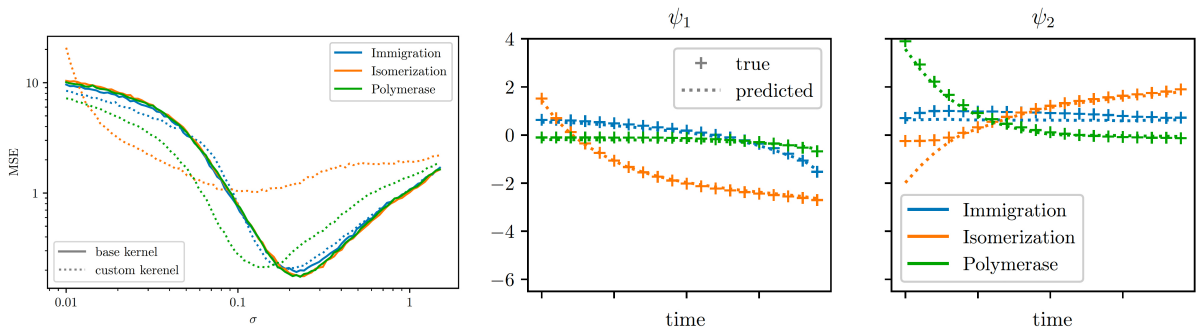 MSE
10
1
0.01
0.1
1
σ
Immigration
Isomerization
Polymerase
base kernel
custom kerenel
ψ₁
4
2
0
−2
−4
−6
true
predicted
time
ψ₂
Immigration
Isomerization
Polymerase
time